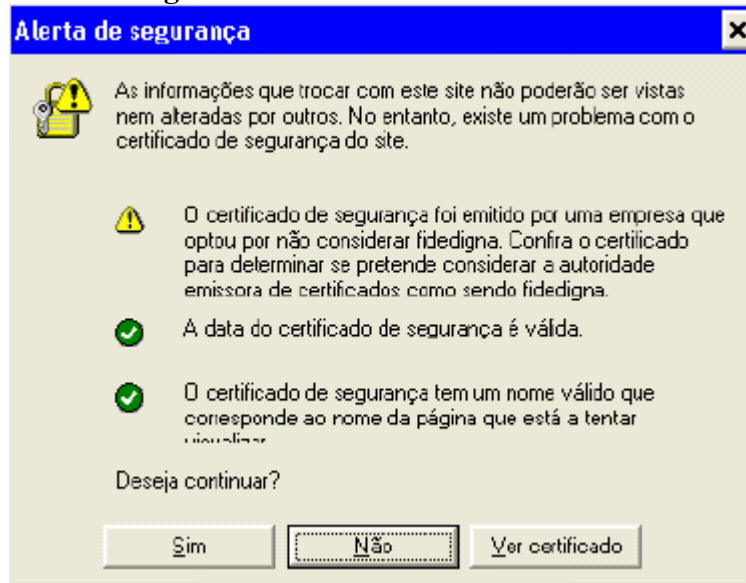 Alerta de segurança
As informações que trocar com este site não poderão ser vistas
nem alteradas por outros. No entanto, existe um problema com o
certificado de segurança do site.
O certificado de segurança foi emitido por uma empresa que
optou por não considerar fidedigna. Confira o certificado
para determinar se pretende considerar a autoridade
emissora de certificados como sendo fidedigna.
A data do certificado de segurança é válida.
O certificado de segurança tem um nome válido que
corresponde ao nome da página que está a tentar
visualizar.
Deseja continuar?
Sim
Não
Ver certificado